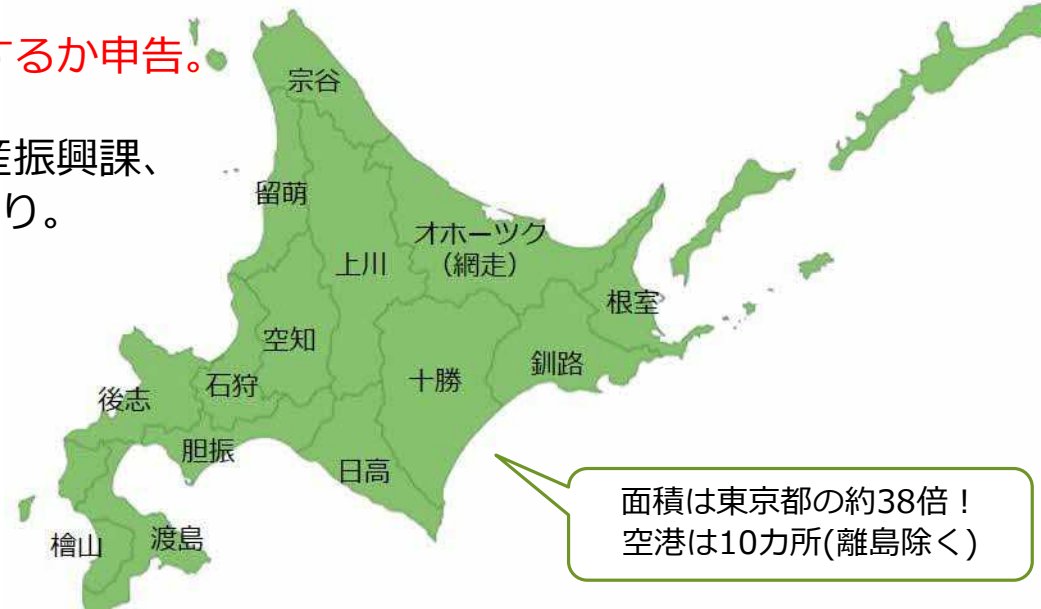 するか申告。
産振興課、
り。
宗谷
留萌
オホーツク
(網走)
上川
根室
空知
釧路
石狩
十勝
後志
胆振
日高
檜山
渡島
面積は東京都の約38倍！
空港は10カ所(離島除く)